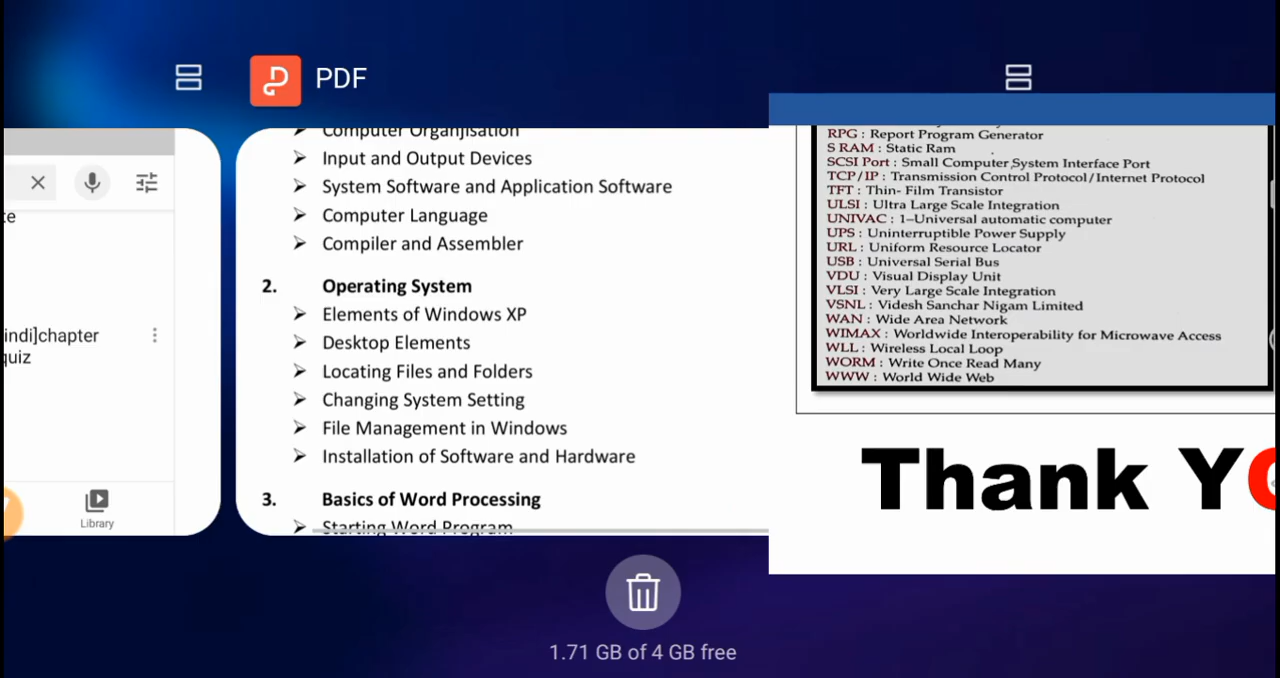 PDF
te
indi]chapter
quiz
Library
Computer Organjisation
Input and Output Devices
System Software and Application Software
Computer Language
Compiler and Assembler
2. Operating System
Elements of Windows XP
Desktop Elements
Locating Files and Folders
Changing System Setting
File Management in Windows
Installation of Software and Hardware
3. Basics of Word Processing
Starting Word Program
RPG : Report Program Generator
S RAM : Static Ram
SCSI Port : Small Computer System Interface Port
TCP/IP : Transmission Control Protocol/Internet Protocol
TFT : Thin- Film Transistor
ULSI : Ultra Large Scale Integration
UNIVAC : 1–Universal automatic computer
UPS : Uninterruptible Power Supply
URL : Uniform Resource Locator
USB : Universal Serial Bus
VDU : Visual Display Unit
VLSI : Very Large Scale Integration
VSNL : Videsh Sanchar Nigam Limited
WAN : Wide Area Network
WIMAX : Worldwide Interoperability for Microwave Access
WLL : Wireless Local Loop
WORM : Write Once Read Many
WWW : World Wide Web
Thank YO
1.71 GB of 4 GB free